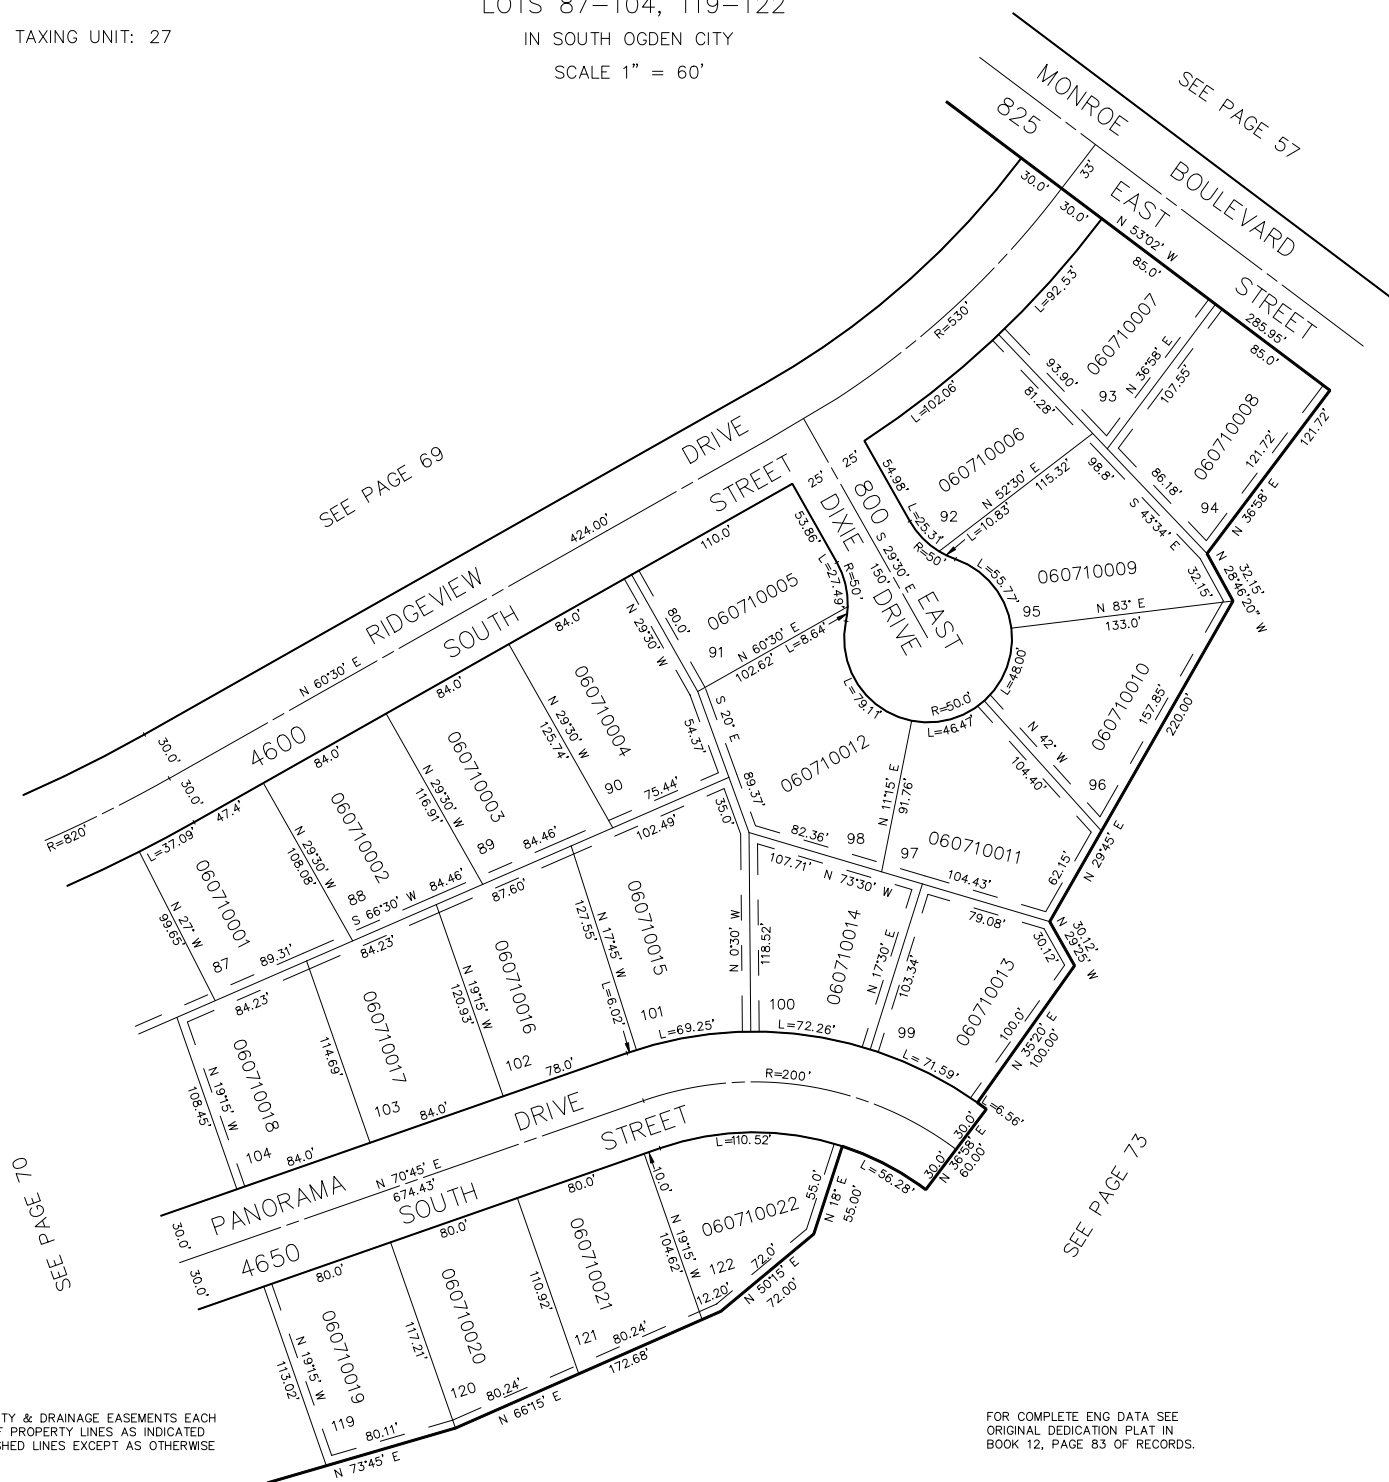 LOTS 87-104, 119-122
TAXING UNIT: 27
IN SOUTH OGDEN CITY
SCALE 1" = 60'
SEE PAGE 57
MONROE BOULEVARD
825 EAST STREET
33'
30.0'
30.0'
N 53°02' W
85.0'
285.95'
85.0'
L=92.53'
R=530'
060710007
93
N 36°58' E
107.55'
93.90'
81.28'
L=102.06'
060710008
94
121.72'
121.72'
N 36°58' E
86.18'
98.8'
S 43°34' E
060710006
92
N 52°30' E
115.32'
L=10.83'
54.98'
L=25.31'
R=50'
SEE PAGE 69
RIDGEVIEW DRIVE
4600 SOUTH STREET
424.00'
N 60°30' E
25'
25'
800 EAST
DIXIE DRIVE
S 29°30' E
150'
53.86'
L=27.49'
R=50'
110.0'
060710005
91
80.0'
N 29°30' W
N 60°30' E
102.62'
L=8.64'
L=55.77'
060710009
95
N 83° E
133.0'
32.15'
32.15'
N 28°46'20" W
L=48.00'
R=50.0'
L=46.47'
L=79.11'
060710010
96
157.85'
220.00'
N 42° W
104.40'
N 29°45' E
84.0'
060710004
90
N 29°30' W
125.74'
75.44'
S 20° E
54.37'
89.37'
35.0'
060710012
98
82.36'
N 11°15' E
91.76'
060710011
97
104.43'
62.15'
107.71'
N 73°30' W
79.08'
30.12'
30.12'
N 29°25' W
84.0'
060710003
89
N 29°30' W
116.91'
84.46'
102.49'
84.0'
060710002
88
N 29°30' W
108.08'
S 66°30' W
84.46'
87.60'
30.0'
30.0'
47.4'
L=37.09'
R=820'
060710001
87
N 27° W
99.65'
89.31'
84.23'
84.23'
060710015
101
N 17°45' W
127.55'
L=6.02'
L=69.25'
N 0°30' W
118.52'
060710014
100
L=72.26'
N 17°30' E
103.34'
060710013
99
L=71.59'
100.0'
N 35°20' E
100.00'
L=6.56'
060710016
102
N 19°15' W
120.93'
78.0'
060710017
103
114.69'
84.0'
060710018
104
N 19°15' W
108.45'
84.0'
R=200'
PANORAMA DRIVE
4650 SOUTH STREET
N 70°45' E
674.43'
30.0'
30.0'
30.0'
30.0'
N 36°58' E
60.00'
L=110.52'
L=56.28'
SEE PAGE 70
SEE PAGE 73
80.0'
060710019
119
N 19°15' W
113.02'
80.11'
N 73°45' E
80.0'
060710020
120
117.21'
80.24'
N 66°15' E
80.0'
060710021
121
110.92'
80.24'
172.68'
10.0'
N 19°15' W
104.62'
060710022
122
12.20'
72.0'
N 50°15' E
72.00'
55.0'
N 18° E
55.00'
TY & DRAINAGE EASEMENTS EACH
F PROPERTY LINES AS INDICATED
SHED LINES EXCEPT AS OTHERWISE
FOR COMPLETE ENG DATA SEE
ORIGINAL DEDICATION PLAT IN
BOOK 12, PAGE 83 OF RECORDS.